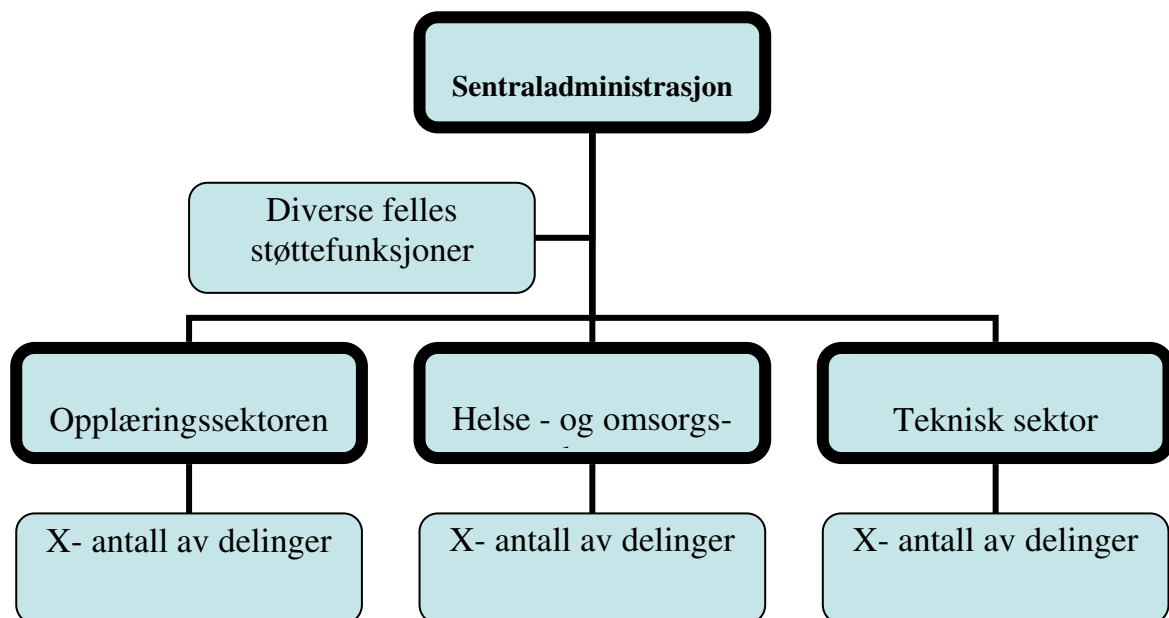 Sentraladministrasjon
Diverse felles
støttefunksjoner
Opplæringssektoren
Helse - og omsorgs-
Teknisk sektor
X- antall av delinger
X- antall av delinger
X- antall av delinger